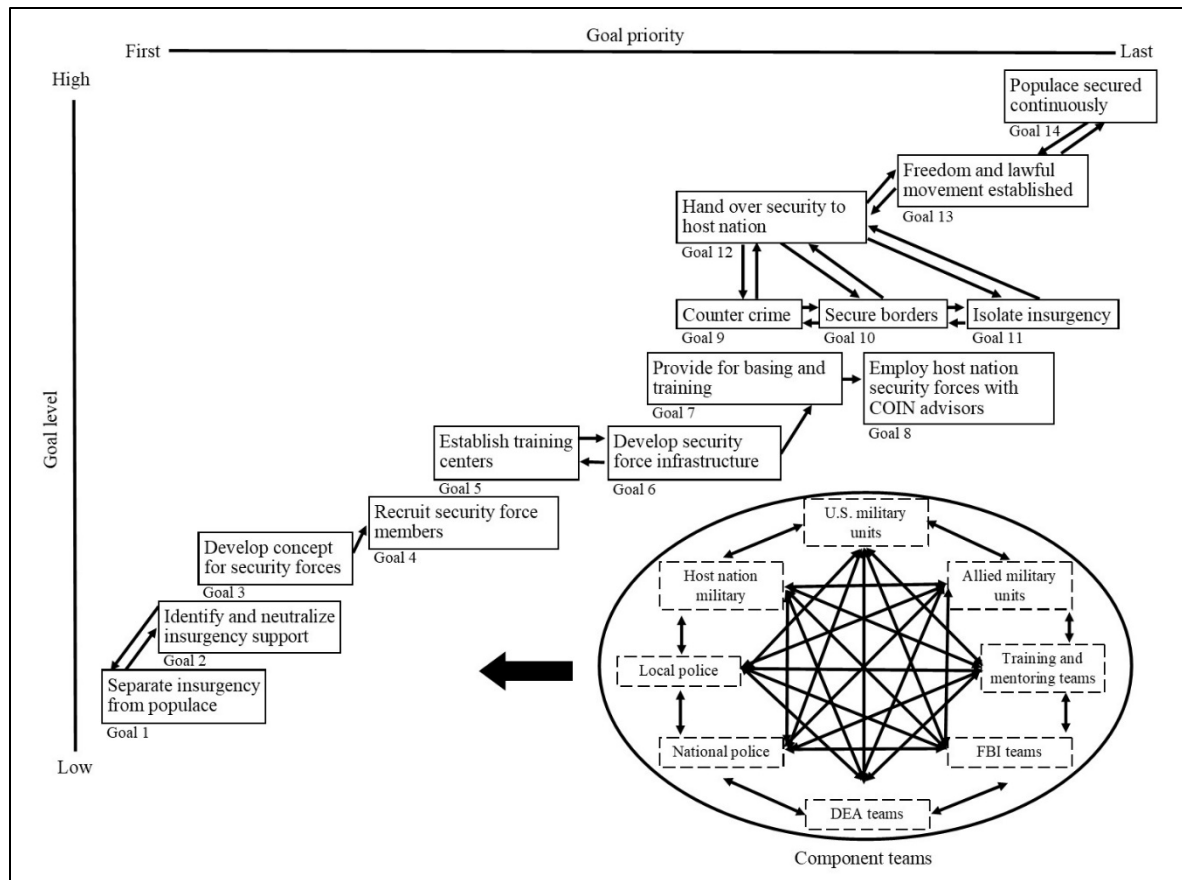 Goal priority
First
Last
High
Populace secured
continuously
Goal 14
Freedom and lawful
movement established
Goal 13
Hand over security to
host nation
Goal 12
Counter crime
Goal 9
Secure borders
Goal 10
Isolate insurgency
Goal 11
Provide for basing and
training
Goal 7
Employ host nation
security forces with
COIN advisors
Goal 8
Goal level
Establish training
centers
Goal 5
Develop security
force infrastructure
Goal 6
Recruit security force
members
Goal 4
Develop concept
for security forces
Goal 3
Identify and neutralize
insurgency support
Goal 2
Separate insurgency
from populace
Goal 1
Low
U.S. military
units
Host nation
military
Allied military
units
Local police
Training and
mentoring teams
National police
FBI teams
DEA teams
Component teams